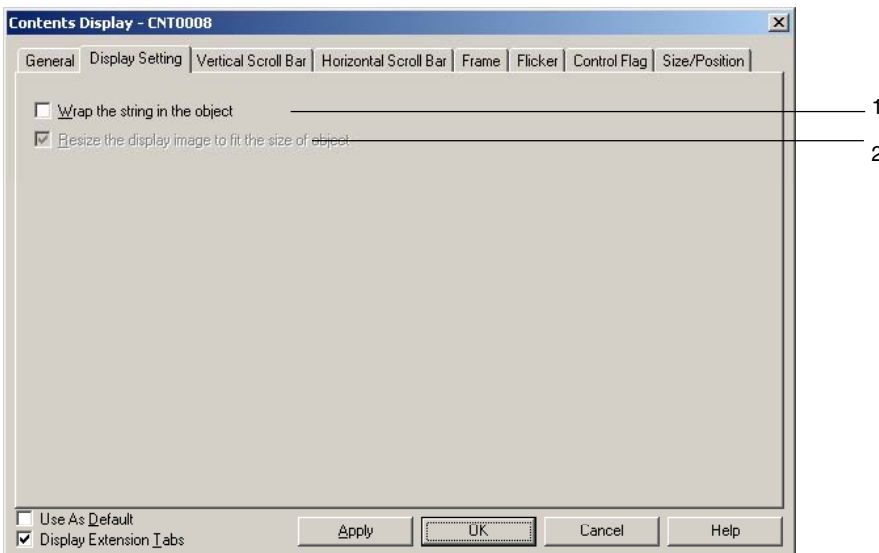 Contents Display - CNT0008
General Display Setting Vertical Scroll Bar Horizontal Scroll Bar Frame Flicker Control Flag Size/Position
Wrap the string in the object 1
Resize the display image to fit the size of object 2
Use As Default
Display Extension Tabs
Apply OK Cancel Help